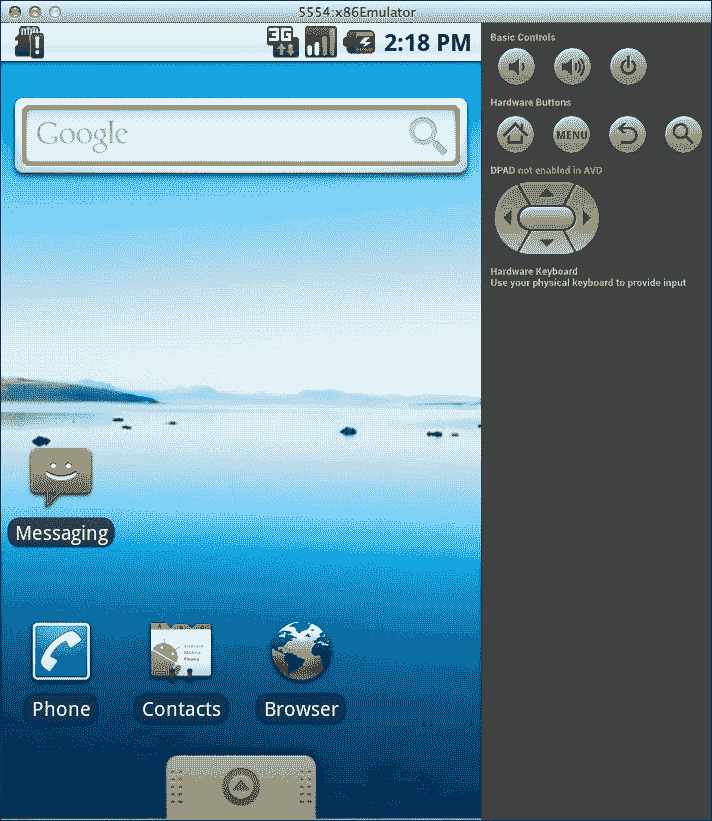 5554:x86Emulator
3G
2:18 PM
Google
Messaging
Phone
Contacts
Browser
Basic Controls
Hardware Buttons
MENU
DPAD not enabled in AVD
Hardware Keyboard
Use your physical keyboard to provide input